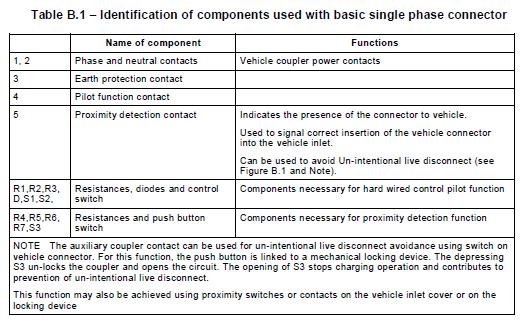 Table B.1 – Identification of components used with basic single phase connector
Name of component
Functions
1, 2
Phase and neutral contacts
Vehicle coupler power contacts
3
Earth protection contact
4
Pilot function contact
5
Proximity detection contact
Indicates the presence of the connector to vehicle.
Used to signal correct insertion of the vehicle connector
into the vehicle inlet.
Can be used to avoid Un-intentional live disconnect (see
Figure B.1 and Note).
R1,R2,R3,
D,S1,S2,
Resistances, diodes and control
switch
Components necessary for hard wired control pilot function
R4,R5,R6,
R7,S3
Resistances and push button
switch
Components necessary for proximity detection function
NOTE The auxiliary coupler contact can be used for un-intentional live disconnect avoidance using switch on
vehicle connector. For this function, the push button is linked to a mechanical locking device. The depressing
S3 un-locks the coupler and opens the circuit. The opening of S3 stops charging operation and contributes to
prevention of un-intentional live disconnect.
This function may also be achieved using proximity switches or contacts on the vehicle inlet cover or on the
locking device